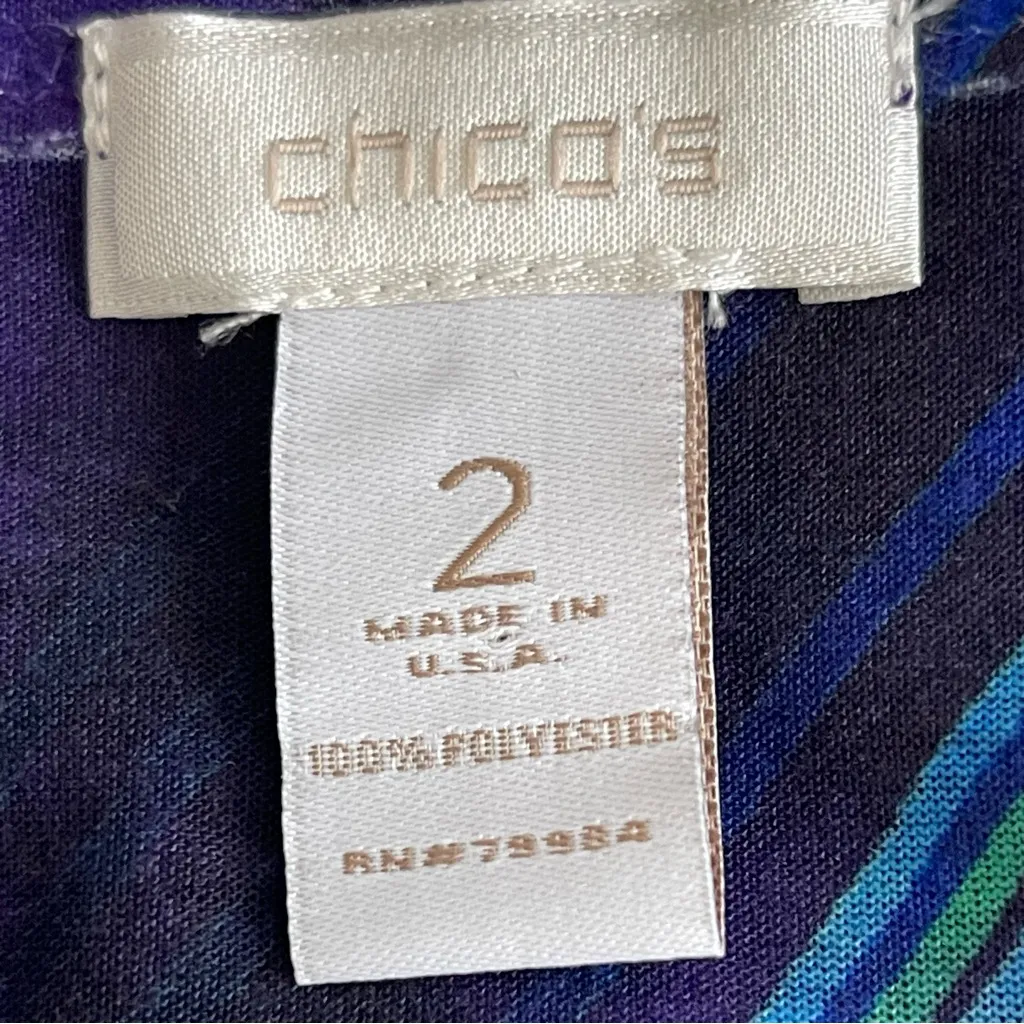 chico's
2
MADE IN
U.S.A.
100% POLYESTER
RN#79984